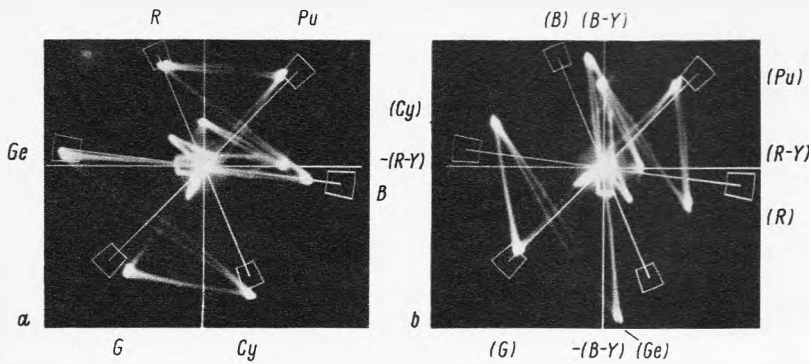 R Pu
Ge
B
a
G Cy
(B) (B-Y)
(Cy) (Pu)
-(R-Y) (R-Y)
(R)
b
(G) -(B-Y) (Ge)